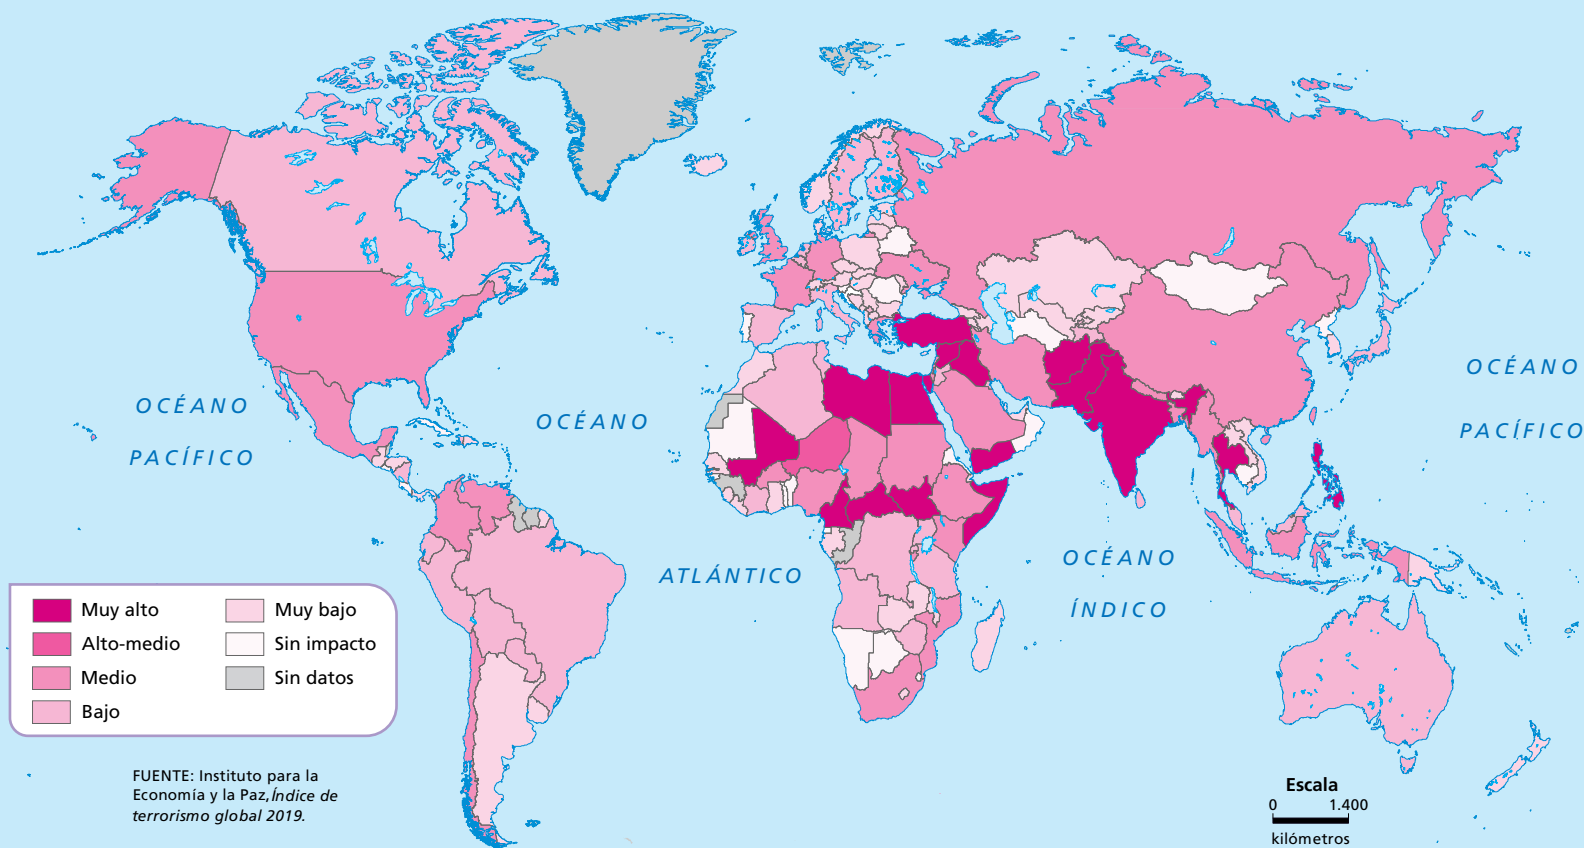 OCÉANO
PACÍFICO
OCÉANO
ATLÁNTICO
OCÉANO
ÍNDICO
OCÉANO
PACÍFICO
Muy alto
Alto-medio
Medio
Bajo
Muy bajo
Sin impacto
Sin datos
FUENTE: Instituto para la
Economía y la Paz, Índice de
terrorismo global 2019.
Escala
0 1.400
kilómetros